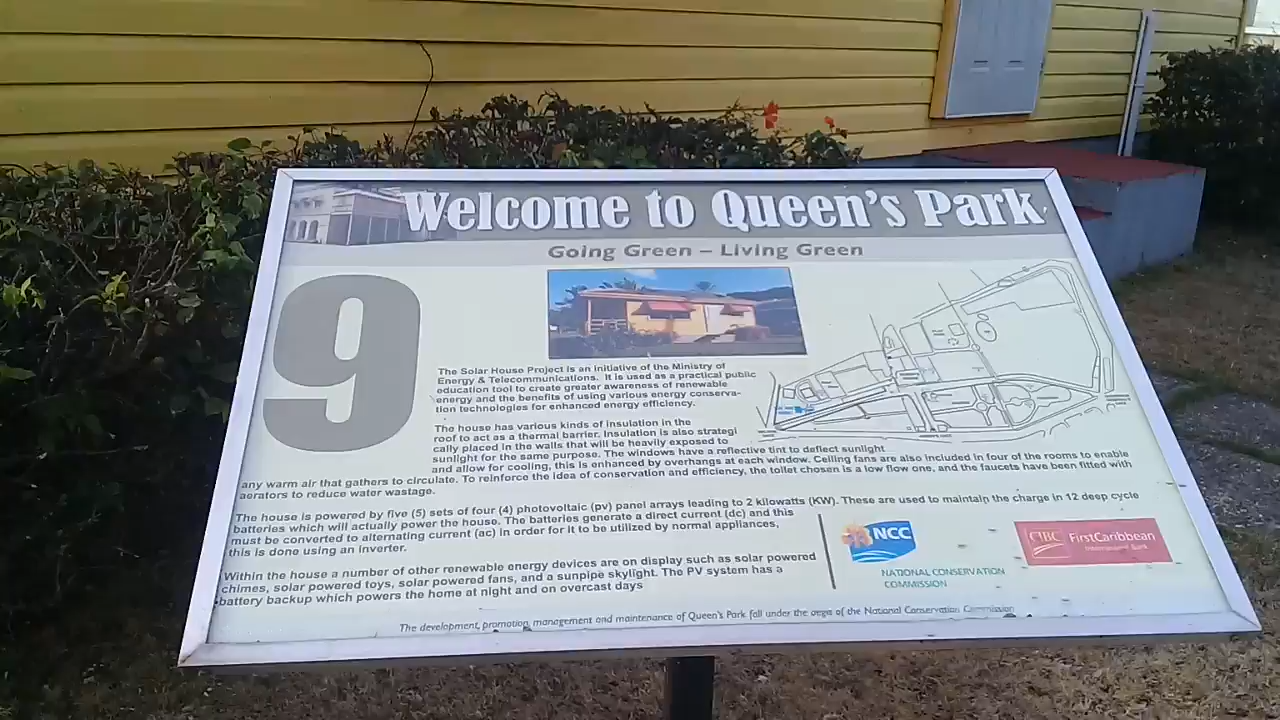 Welcome to Queen's Park
Going Green – Living Green
9
The Solar House Project is an initiative of the Ministry of
Energy & Telecommunications. It is used as a practical public
education tool to create greater awareness of renewable
energy and the benefits of using various energy conserva-
tion technologies for enhanced energy efficiency.
The house has various kinds of insulation in the
roof to act as a thermal barrier. Insulation is also strategi
cally placed in the walls that will be heavily exposed to
sunlight for the same purpose. The windows have a reflective tint to deflect sunlight
and allow for cooling, this is enhanced by overhangs at each window. Ceiling fans are also included in four of the rooms to enable
any warm air that gathers to circulate. To reinforce the idea of conservation and efficiency, the toilet chosen is a low flow one, and the faucets have been fitted with
aerators to reduce water wastage.
The house is powered by five (5) sets of four (4) photovoltaic (pv) panel arrays leading to 2 kilowatts (KW). These are used to maintain the charge in 12 deep cycle
batteries which will actually power the house. The batteries generate a direct current (dc) and this
must be converted to alternating current (ac) in order for it to be utilized by normal appliances,
this is done using an inverter.
Within the house a number of other renewable energy devices are on display such as solar powered
chimes, solar powered toys, solar powered fans, and a sunpipe skylight. The PV system has a
battery backup which powers the home at night and on overcast days
NCC
NATIONAL CONSERVATION
COMMISSION
CIBC FirstCaribbean
International Bank
The development, promotion, management and maintenance of Queen's Park fall under the aegis of the National Conservation Commission